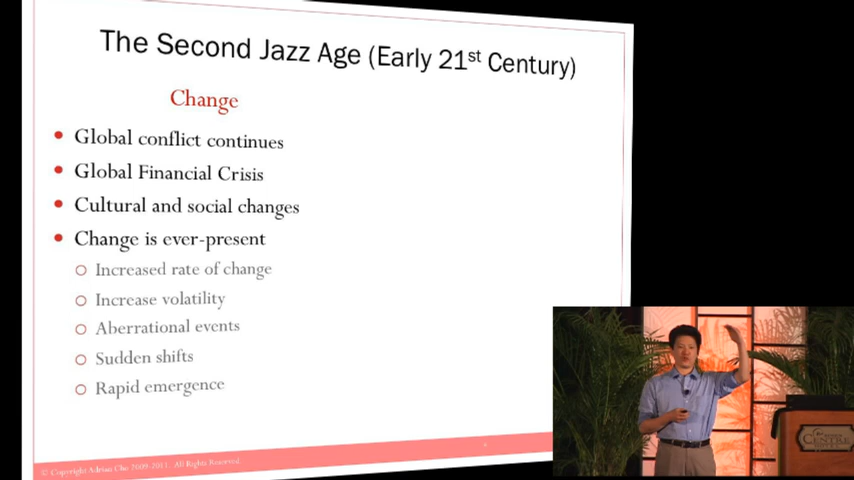 The Second Jazz Age (Early 21st Century)
Change
Global conflict continues
Global Financial Crisis
Cultural and social changes
Change is ever-present
Increased rate of change
Increase volatility
Aberrational events
Sudden shifts
Rapid emergence
© Copyright Adrian Cho 2009-2011. All Rights Reserved.
CENTRE